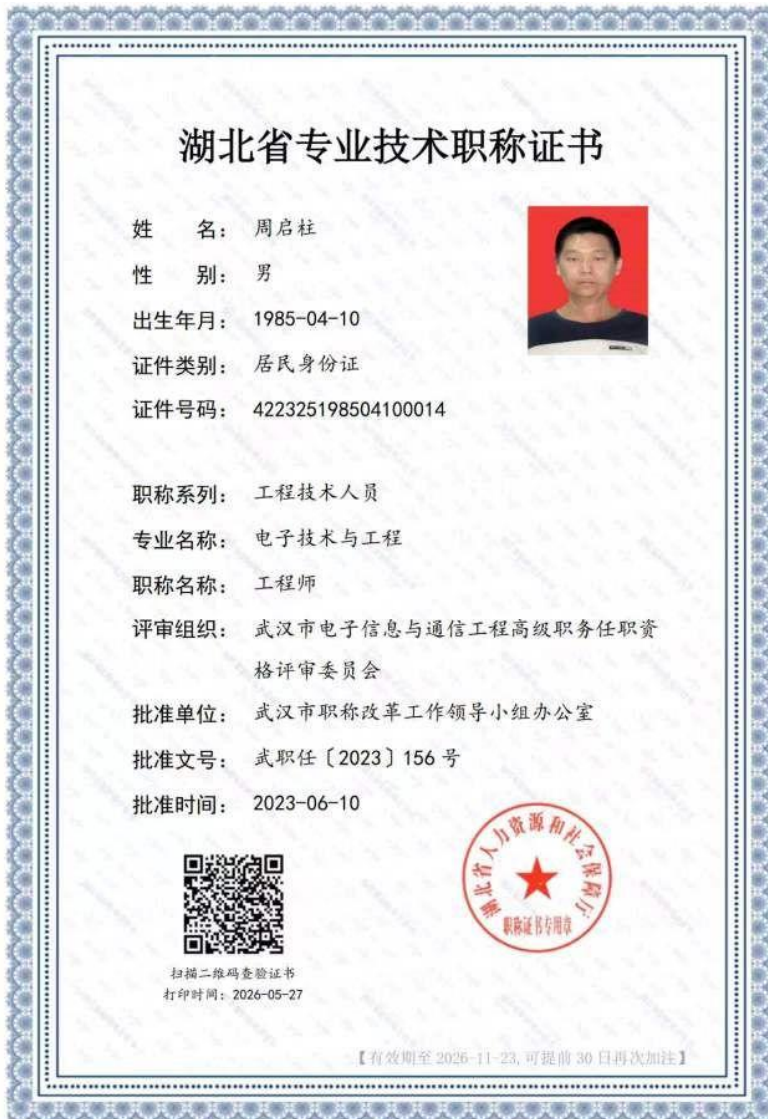 湖北省专业技术职称证书
姓 名： 周启柱
性 别： 男
出生年月： 1985-04-10
证件类别： 居民身份证
证件号码： 422325198504100014
职称系列： 工程技术人员
专业名称： 电子技术与工程
职称名称： 工程师
评审组织： 武汉市电子信息与通信工程高级职务任职资
格评审委员会
批准单位： 武汉市职称改革工作领导小组办公室
批准文号： 武职任〔2023〕156 号
批准时间： 2023-06-10
湖北省人力资源和社会保障厅
职称证书专用章
扫描二维码查验证书
打印时间：2026-05-27
【有效期至 2026-11-23,可提前 30 日再次加注】